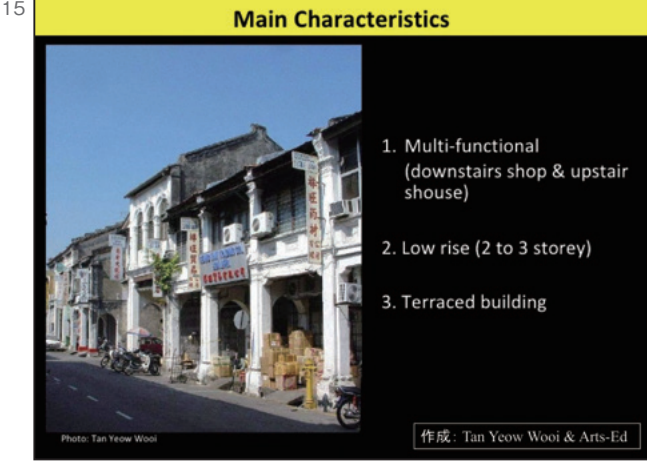 15
Main Characteristics
1. Multi-functional
(downstairs shop & upstair
shouse)
2. Low rise (2 to 3 storey)
3. Terraced building
Photo: Tan Yeow Wooi
作成: Tan Yeow Wooi & Arts-Ed